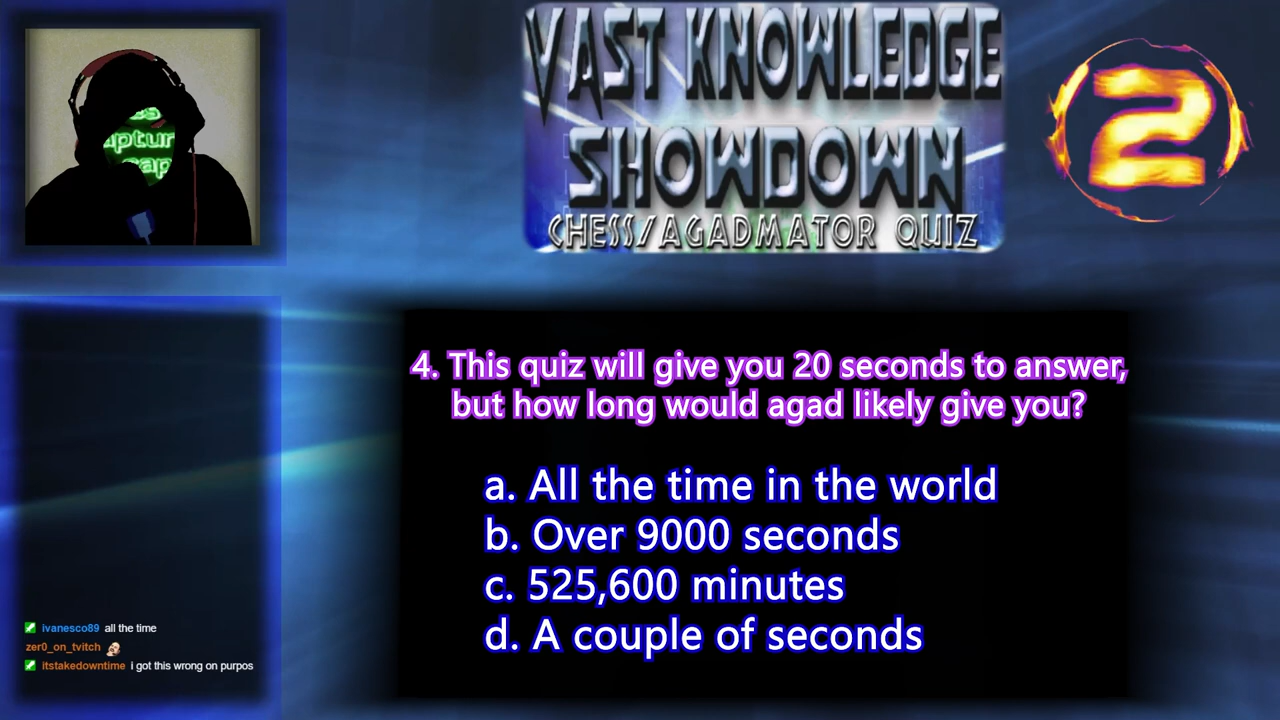 VAST KNOWLEDGE
SHOWDOWN
CHESS/AGADMATOR QUIZ
2
4. This quiz will give you 20 seconds to answer,
but how long would agad likely give you?
a. All the time in the world
b. Over 9000 seconds
c. 525,600 minutes
d. A couple of seconds
ivanesco89 all the time
zer0_on_tvitch
itstakedowntime i got this wrong on purpos